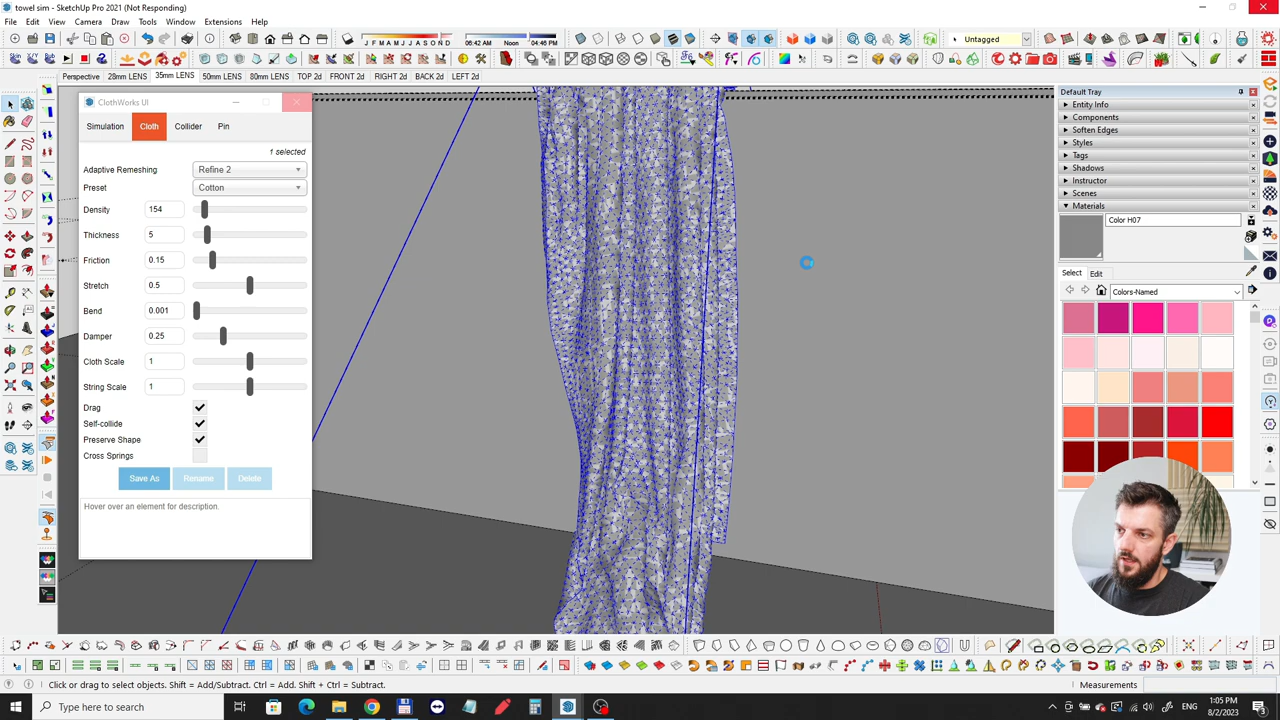 towel sim - SketchUp Pro 2021 (Not Responding)
File Edit View Camera Draw Tools Window Extensions Help
J F M A M J J A S O N D 06:42 AM Noon 04:46 PM Untagged
Perspective 28mm LENS 35mm LENS 50mm LENS 80mm LENS TOP 2d FRONT 2D RIGHT 2D BACK 2D LEFT 2D
ClothWorks UI
Simulation Cloth Collider Pin
1 selected
Adaptive Remeshing Refine 2
Preset Cotton
Density 154
Thickness 5
Friction 0.15
Stretch 0.5
Bend 0.001
Damper 0.25
Cloth Scale 1
String Scale 1
Drag
Self-collide
Preserve Shape
Cross Springs
Save As Rename Delete
Hover over an element for description.
Default Tray
Entity Info
Components
Soften Edges
Styles
Tags
Shadows
Instructor
Scenes
Materials
Color H07
Select Edit
Colors-Named
Click or drag to select objects. Shift = Add/Subtract. Ctrl = Add. Shift + Ctrl = Subtract.
Measurements
Type here to search
ENG
1:05 PM
8/2/2023